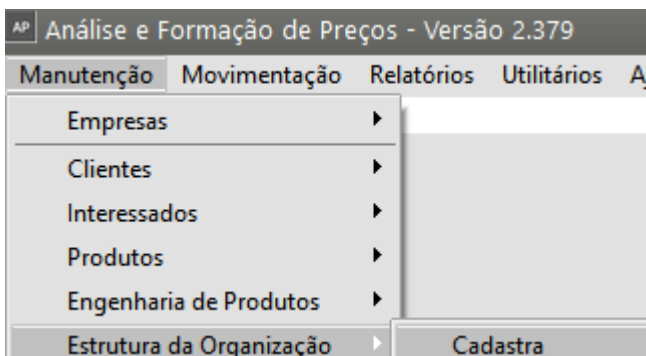 AP Análise e Formação de Preços - Versão 2.379
Manutenção Movimentação Relatórios Utilitários
Empresas
Clientes
Interessados
Produtos
Engenharia de Produtos
Estrutura da Organização Cadastra